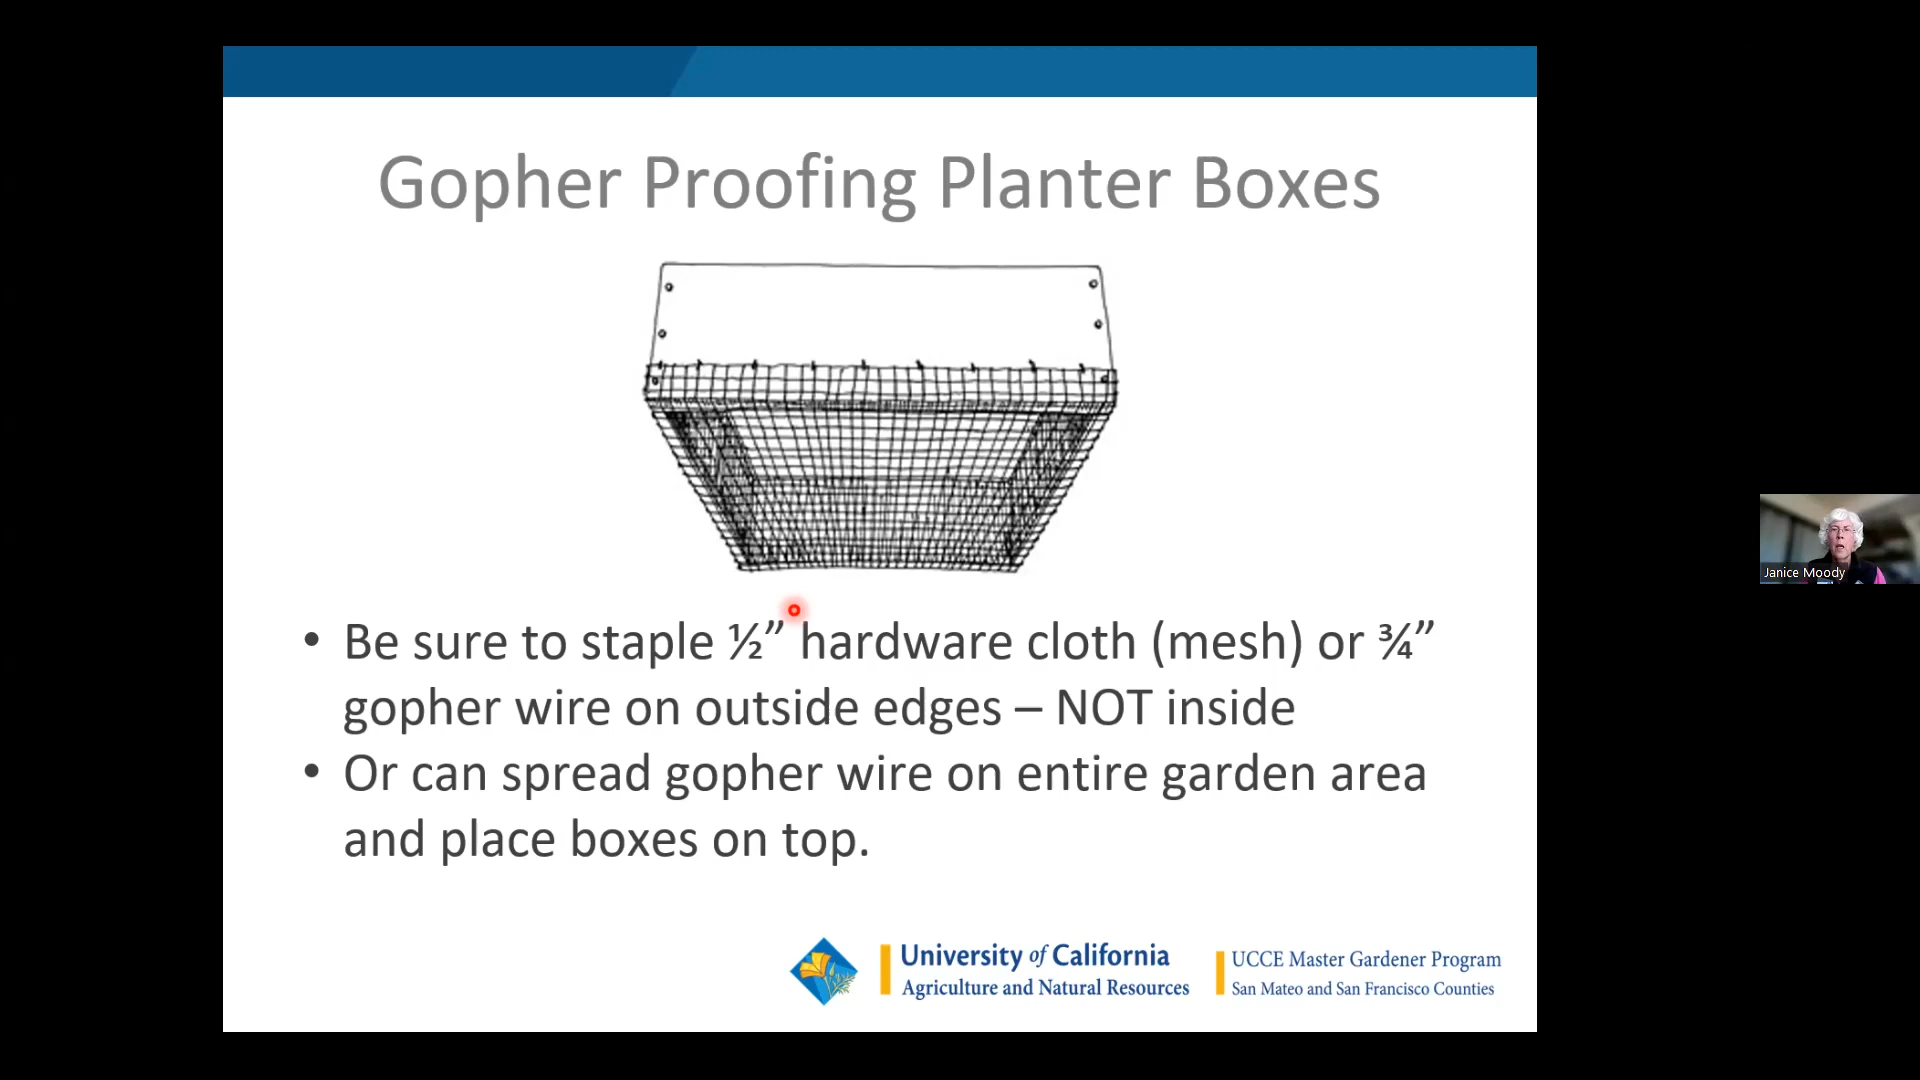 Gopher Proofing Planter Boxes
• Be sure to staple ½” hardware cloth (mesh) or ¾”
gopher wire on outside edges – NOT inside
• Or can spread gopher wire on entire garden area
and place boxes on top.
Janice Moody
University of California
Agriculture and Natural Resources
UCCE Master Gardener Program
San Mateo and San Francisco Counties